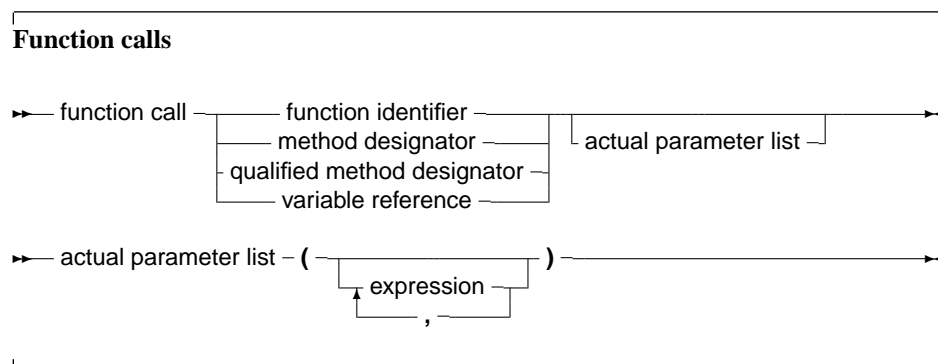 Function calls
function call function identifier
method designator actual parameter list
qualified method designator
variable reference
actual parameter list ( )
expression
,